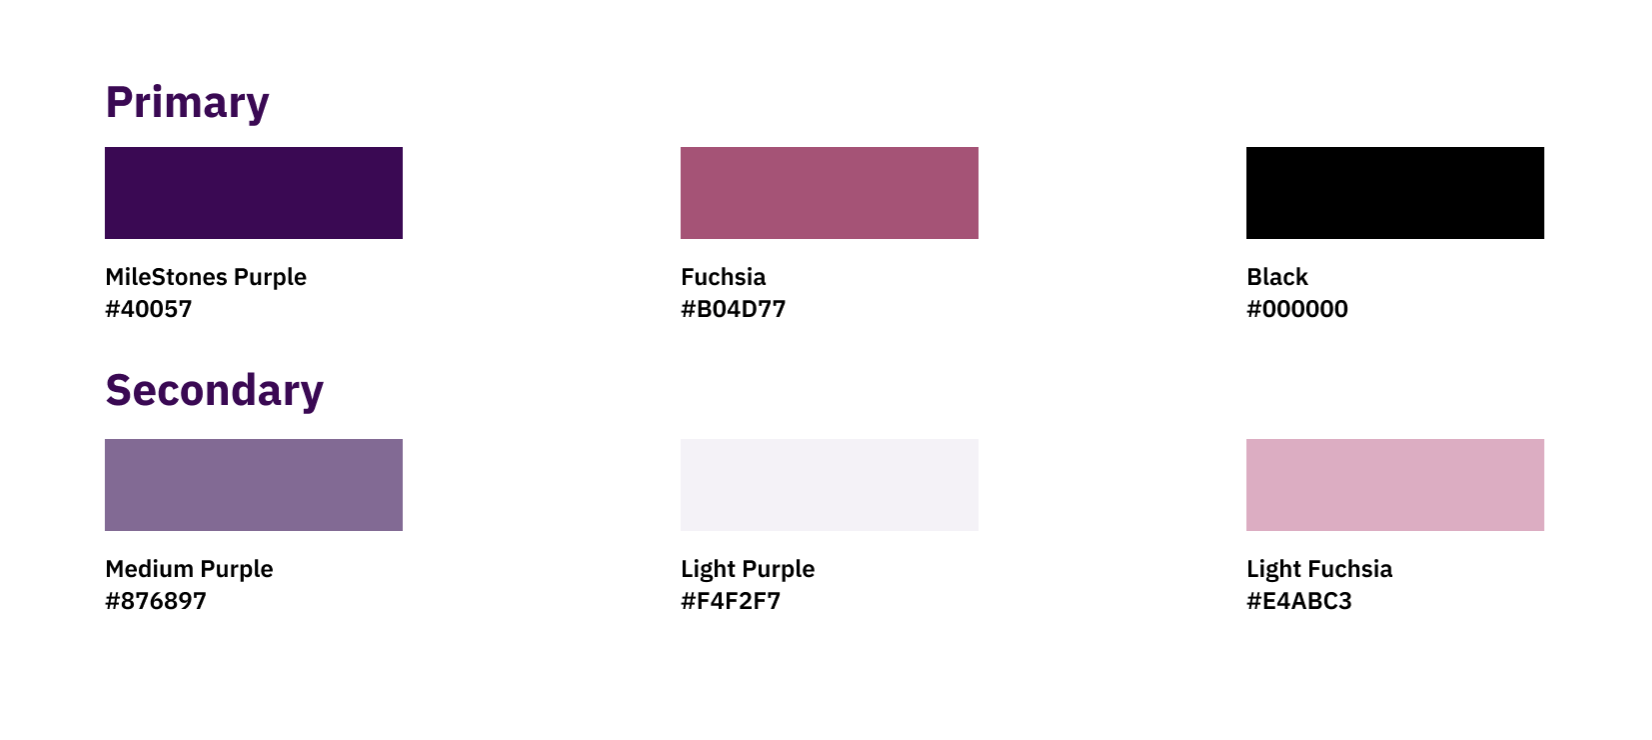 Primary
MileStones Purple
#40057
Fuchsia
#B04D77
Black
#000000
Secondary
Medium Purple
#876897
Light Purple
#F4F2F7
Light Fuchsia
#E4ABC3